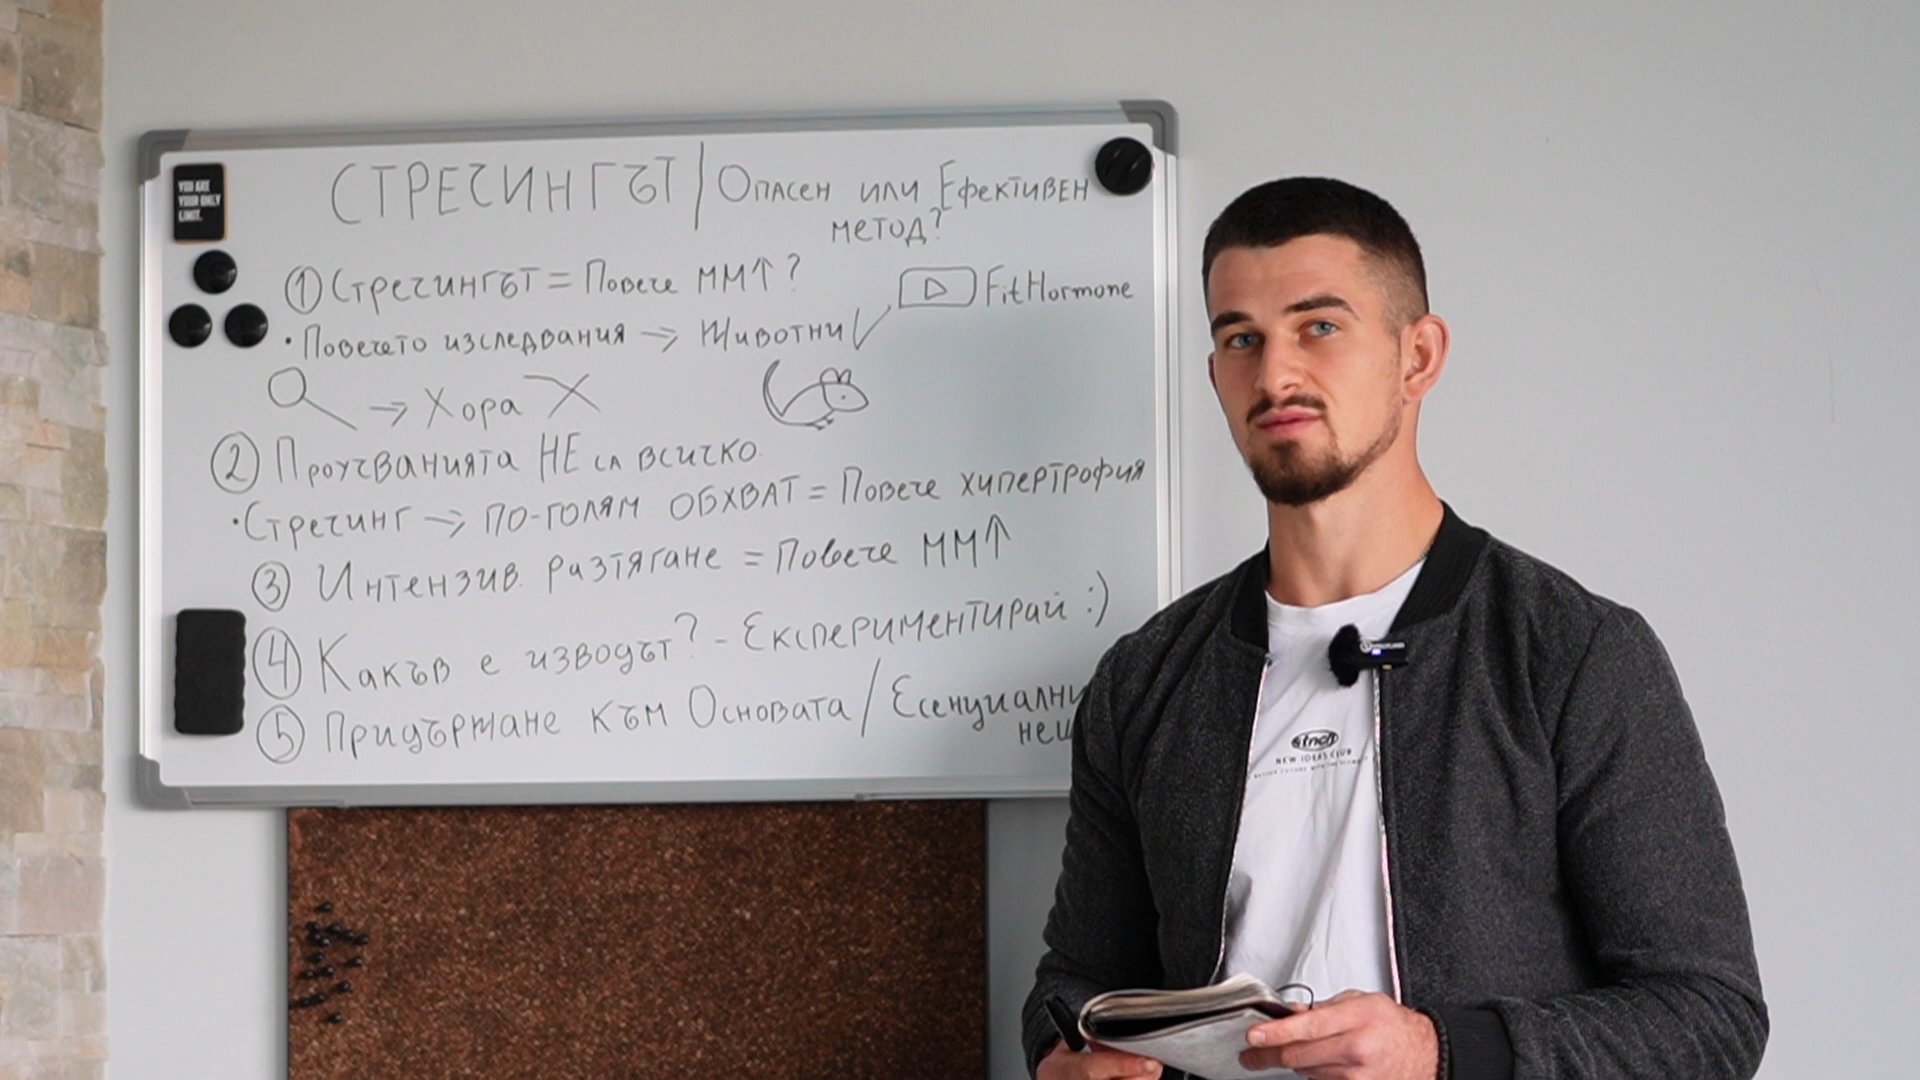 YOU ARE
YOUR ONLY
LIMIT.
СТРЕЧИНГЪТ / Опасен или Ефективен
метод?
① Стречингът = Повече ММ↑ ?
FitHormone
• Повечето изследвания → Животни ✓
→ Хора ✗
② Проучванията НЕ са всичко
• Стречинг → по-голям ОБХВАТ = Повече хипертрофия
③ Интензив. разтягане = Повече ММ↑
④ Какъв е изводът? - Експериментирай :)
⑤ Придържане към Основата / Есенциални
нещ
NEW IDEAS CLUB